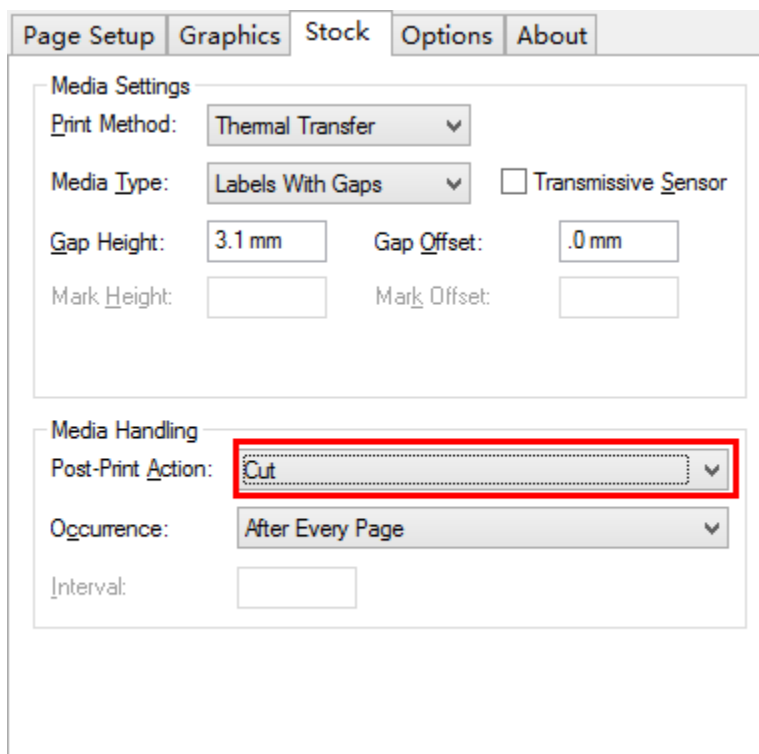 Page Setup Graphics Stock Options About
Media Settings
Print Method: Thermal Transfer
Media Type: Labels With Gaps Transmissive Sensor
Gap Height: 3.1 mm Gap Offset: .0 mm
Mark Height: Mark Offset:
Media Handling
Post-Print Action: Cut
Occurrence: After Every Page
Interval: